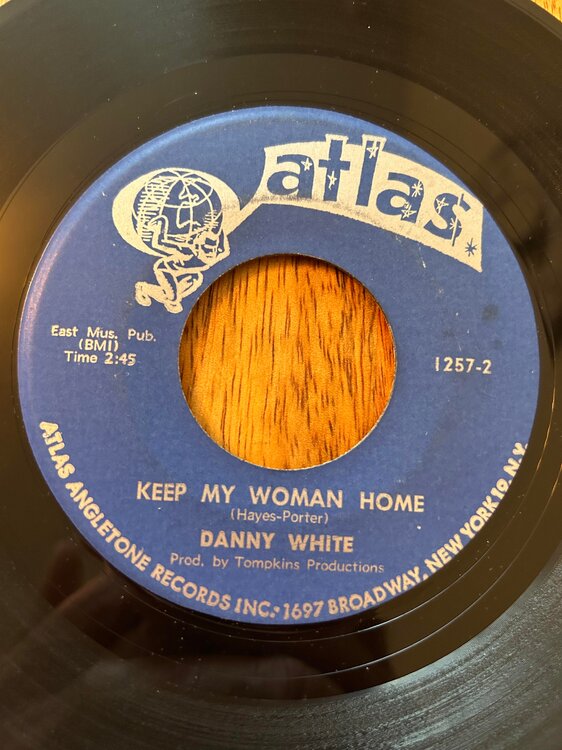 atlas
East Mus. Pub.
(BMI)
Time 2:45
1257-2
KEEP MY WOMAN HOME
(Hayes-Porter)
DANNY WHITE
Prod. by Tompkins Productions
ATLAS ANGLETONE RECORDS INC. • 1697 BROADWAY, NEW YORK 19, N.Y.